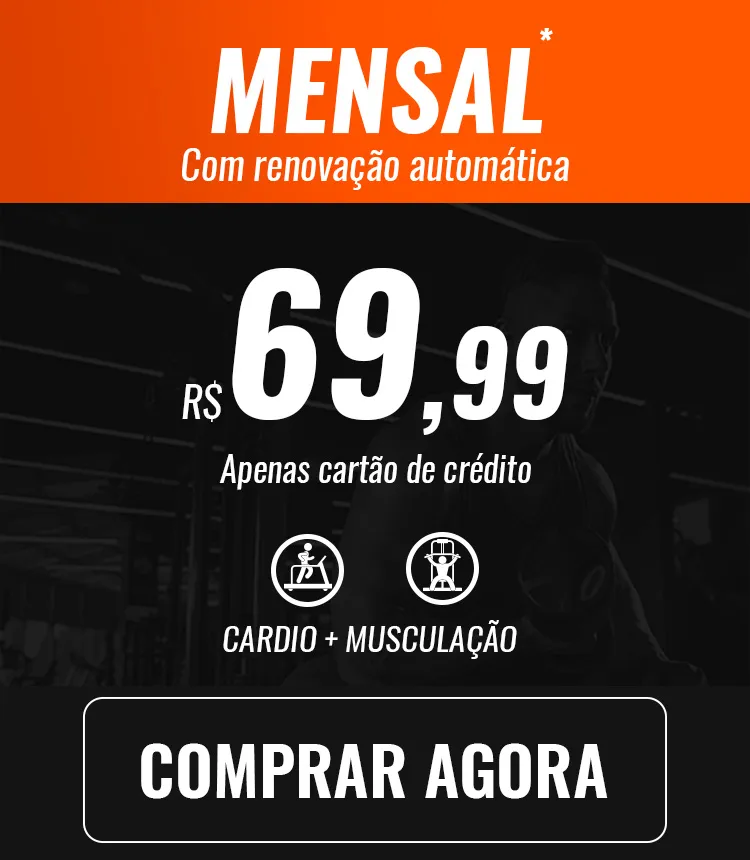 MENSAL*
Com renovação automática
R$ 69,99
Apenas cartão de crédito
CARDIO + MUSCULAÇÃO
COMPRAR AGORA